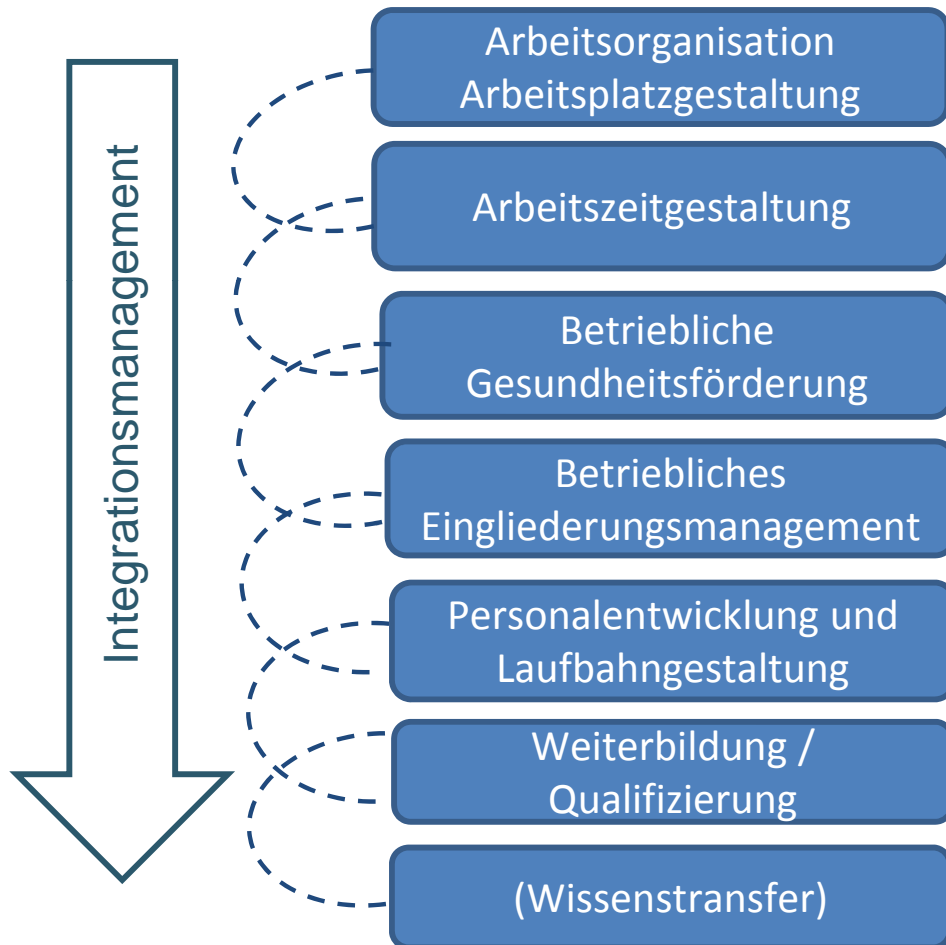 Integrationsmanagement
Arbeitsorganisation
Arbeitsplatzgestaltung
Arbeitszeitgestaltung
Betriebliche
Gesundheitsförderung
Betriebliches
Eingliederungsmanagement
Personalentwicklung und
Laufbahngestaltung
Weiterbildung /
Qualifizierung
(Wissenstransfer)